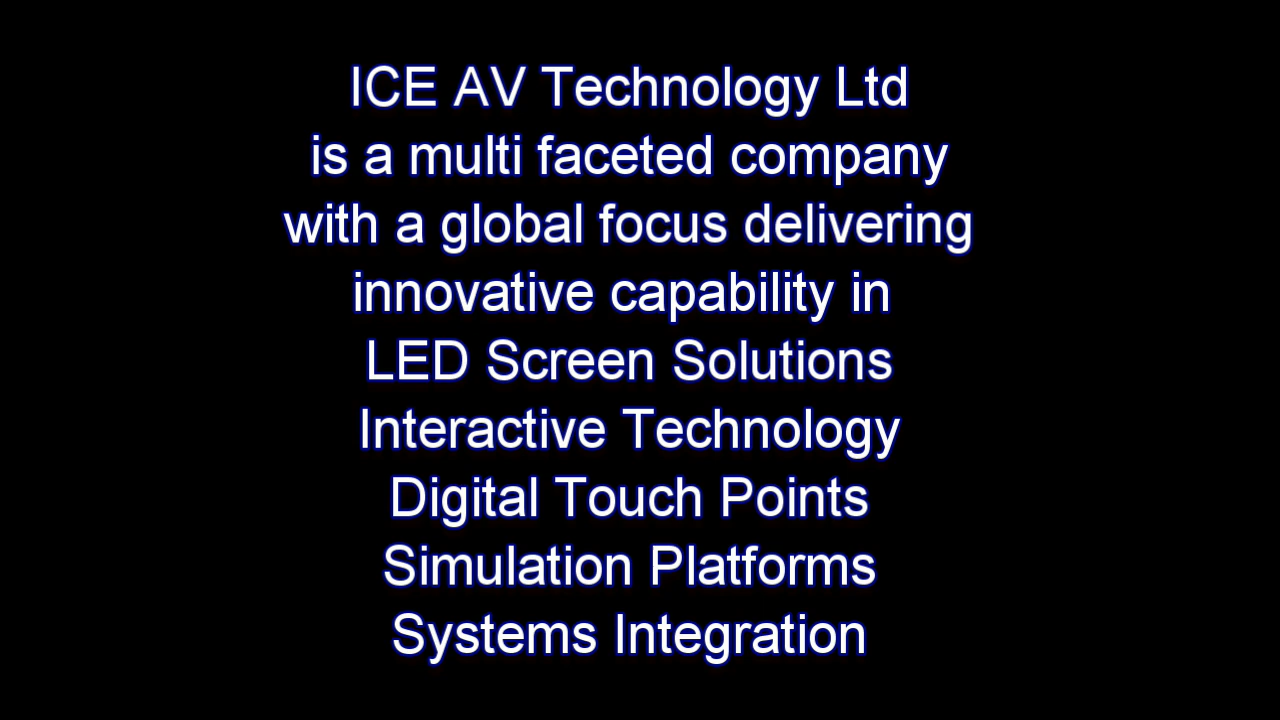 ICE AV Technology Ltd
is a multi faceted company
with a global focus delivering
innovative capability in
LED Screen Solutions
Interactive Technology
Digital Touch Points
Simulation Platforms
Systems Integration